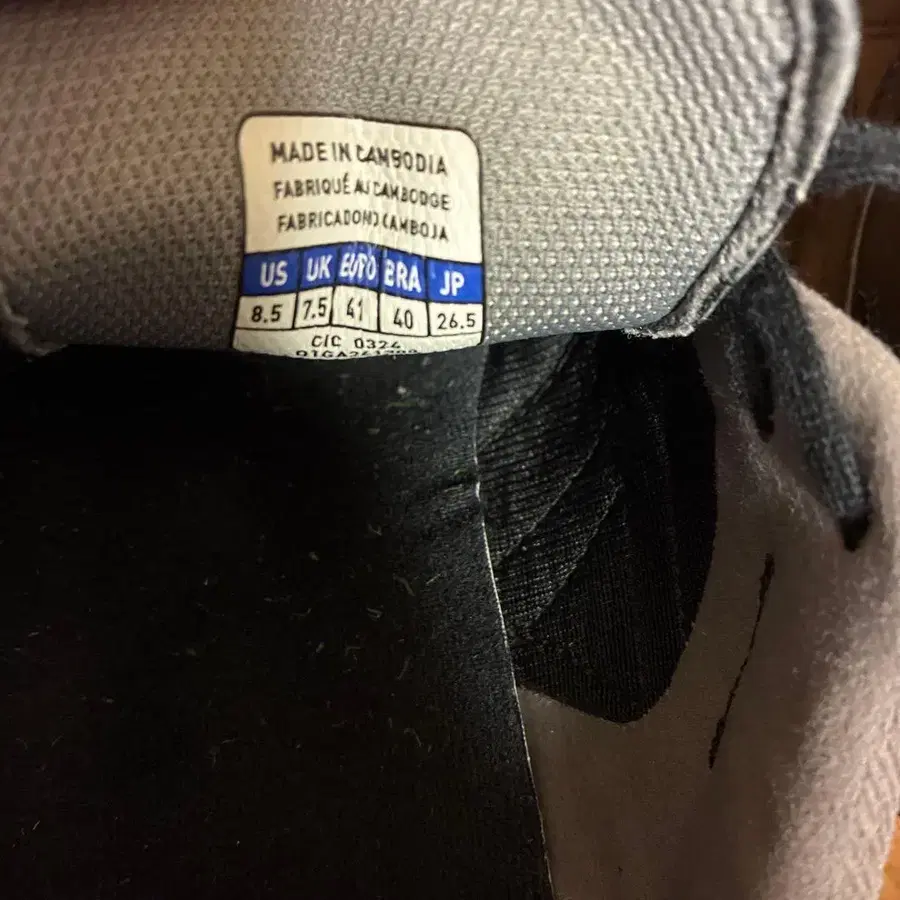 MADE IN CAMBODIA
FABRIQUÉ AU CAMBODGE
FABRICADO NO CAMBOJA
US UK EURO BRA JP
8.5 7.5 41 40 26.5
C/C 0324